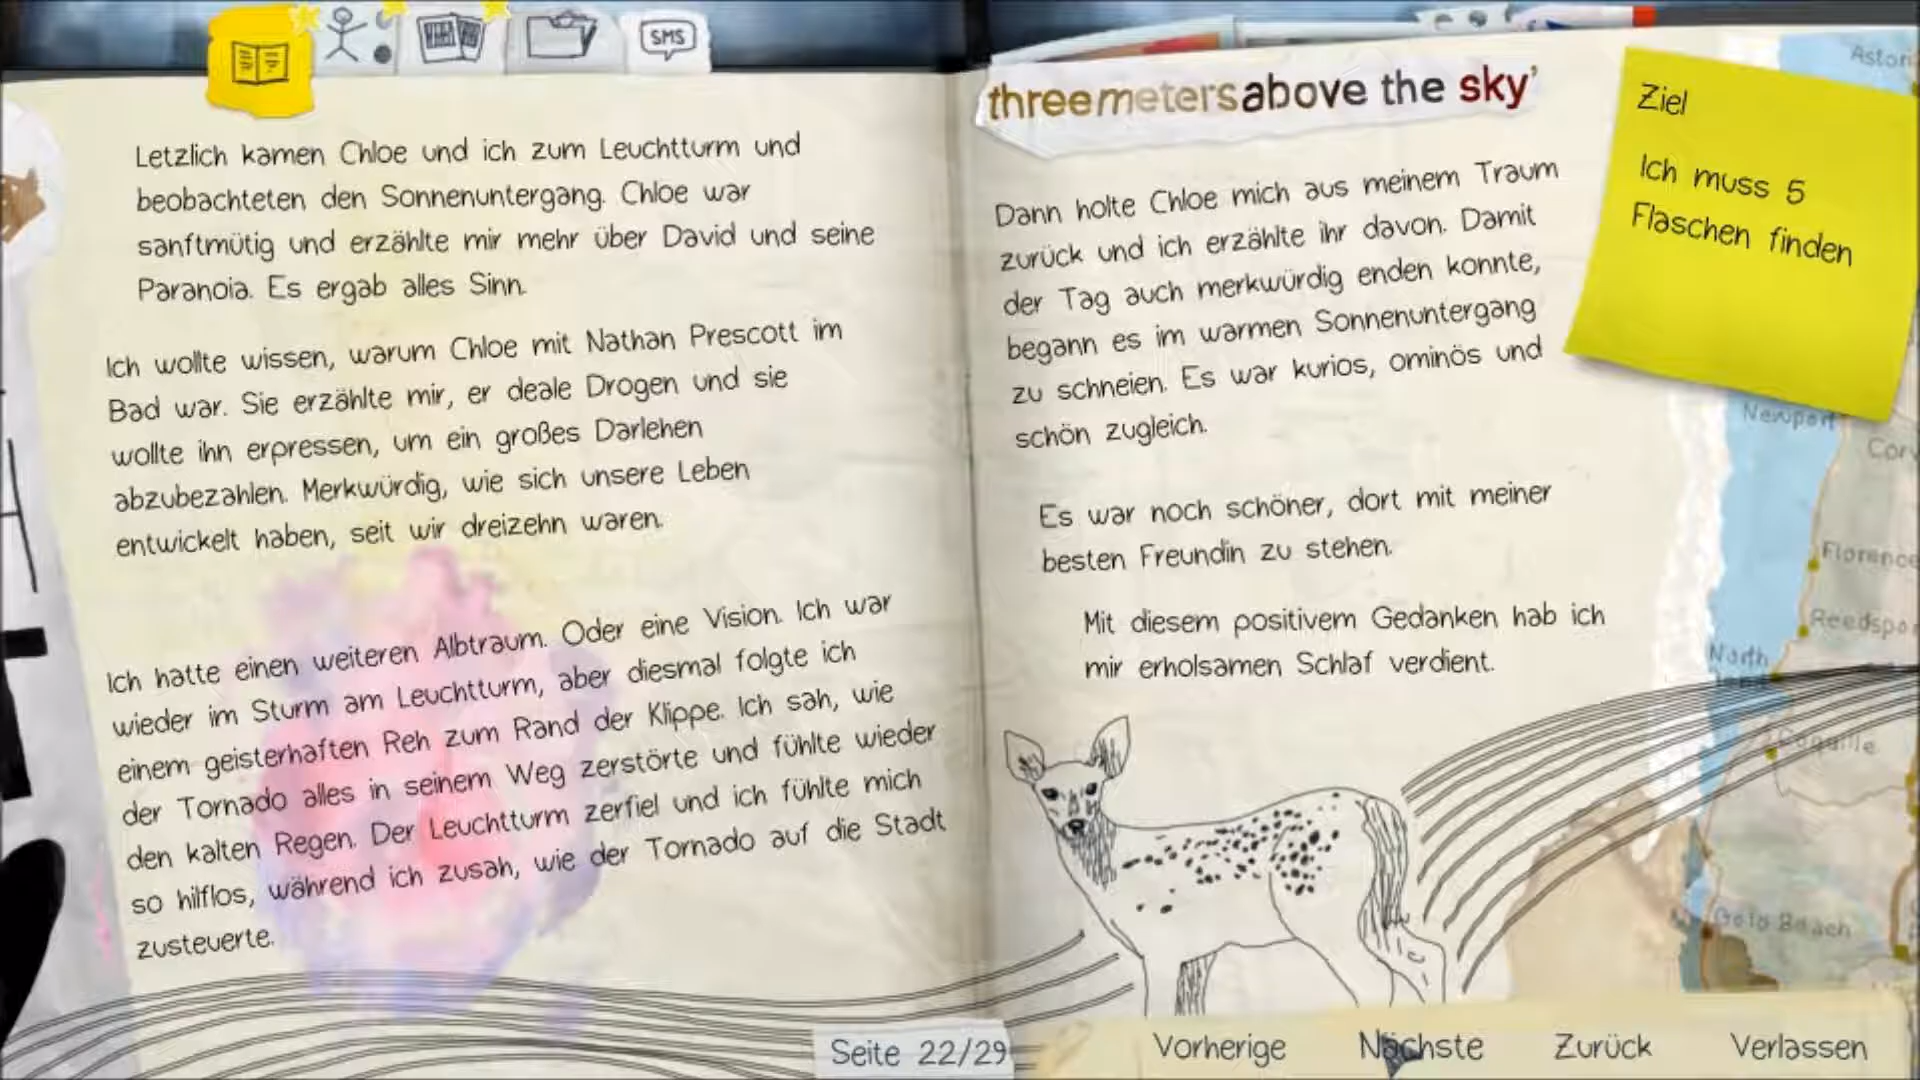 SMS
Letzlich kamen Chloe und ich zum Leuchtturm und
beobachteten den Sonnenuntergang. Chloe war
sanftmütig und erzählte mir mehr über David und seine
Paranoia. Es ergab alles Sinn.
Ich wollte wissen, warum Chloe mit Nathan Prescott im
Bad war. Sie erzählte mir, er deale Drogen und sie
wollte ihn erpressen, um ein großes Darlehen
abzubezahlen. Merkwürdig, wie sich unsere Leben
entwickelt haben, seit wir dreizehn waren.
Ich hatte einen weiteren Albtraum. Oder eine Vision. Ich war
wieder im Sturm am Leuchtturm, aber diesmal folgte ich
einem geisterhaften Reh zum Rand der Klippe. Ich sah, wie
der Tornado alles in seinem Weg zerstörte und fühlte wieder
den kalten Regen. Der Leuchtturm zerfiel und ich fühlte mich
so hilflos, während ich zusah, wie der Tornado auf die Stadt
zusteuerte.
threemetersabove the sky'
Dann holte Chloe mich aus meinem Traum
zurück und ich erzählte ihr davon. Damit
der Tag auch merkwürdig enden konnte,
begann es im warmen Sonnenuntergang
zu schneien. Es war kurios, ominös und
schön zugleich.
Es war noch schöner, dort mit meiner
besten Freundin zu stehen.
Mit diesem positivem Gedanken hab ich
mir erholsamen Schlaf verdient.
Ziel
Ich muss 5
Flaschen finden
Astori
Newport
Corv
Florence
Reedspo
North
Coquille
Gold Beach
Seite 22/29
Vorherige
Nächste
Zurück
Verlassen